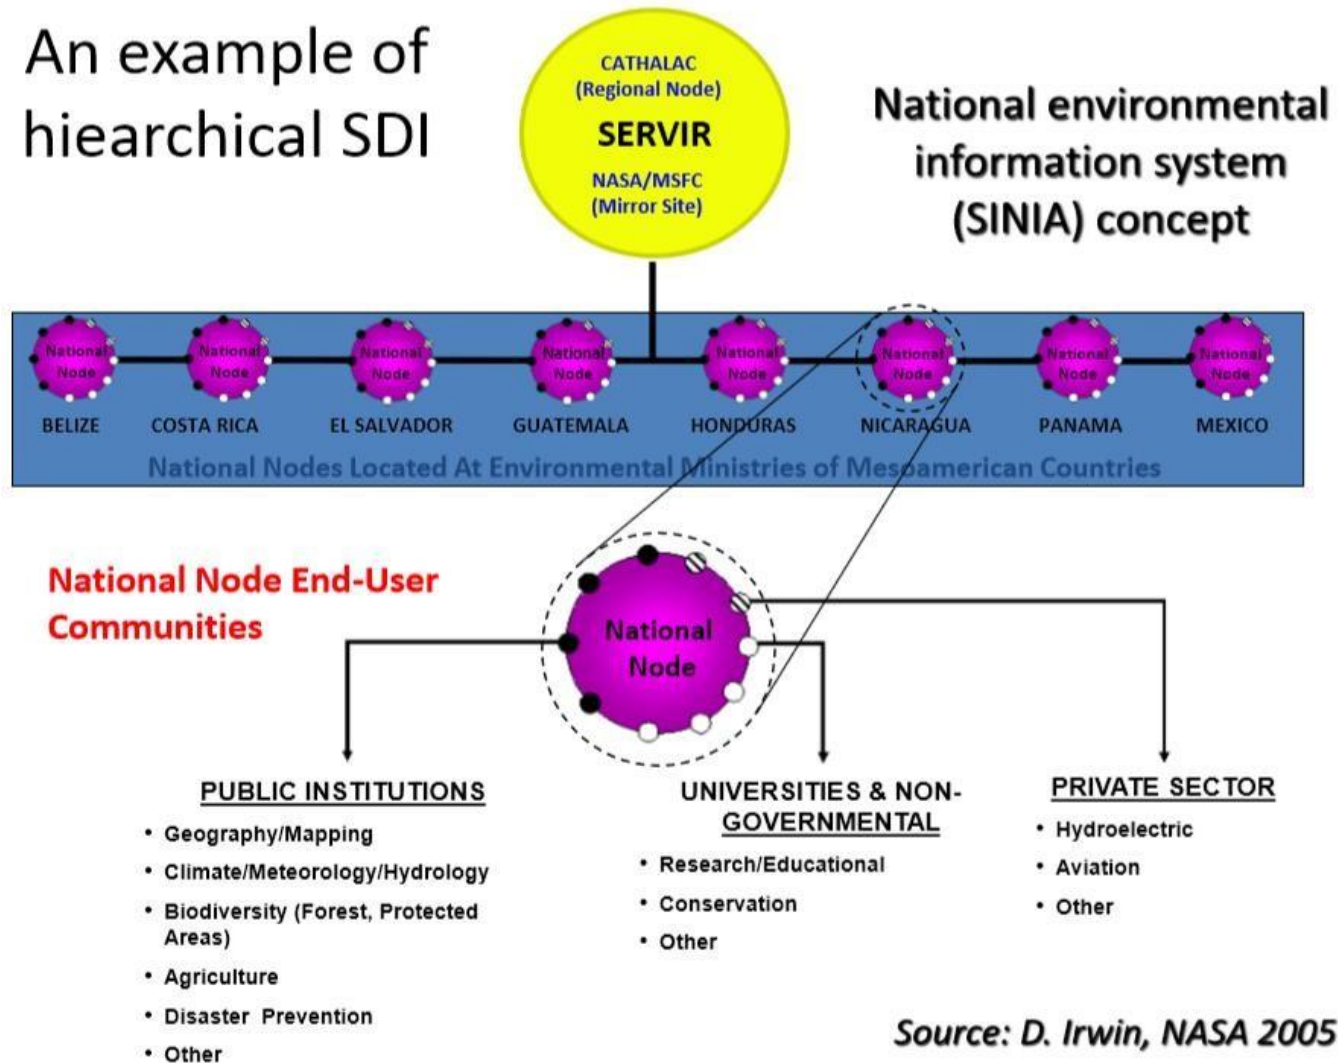 An example of
hiearchical SDI
CATHALAC
(Regional Node)
SERVIR
NASA/MSFC
(Mirror Site)
National environmental
information system
(SINIA) concept
National
Node
National
Node
National
Node
National
Node
National
Node
National
Node
National
Node
National
Node
BELIZE
COSTA RICA
EL SALVADOR
GUATEMALA
HONDURAS
NICARAGUA
PANAMA
MEXICO
National Nodes Located At Environmental Ministries of Mesoamerican Countries
National Node End-User
Communities
National
Node
PUBLIC INSTITUTIONS
• Geography/Mapping
• Climate/Meteorology/Hydrology
• Biodiversity (Forest, Protected
Areas)
• Agriculture
• Disaster Prevention
• Other
UNIVERSITIES & NON-
GOVERNMENTAL
• Research/Educational
• Conservation
• Other
PRIVATE SECTOR
• Hydroelectric
• Aviation
• Other
Source: D. Irwin, NASA 2005